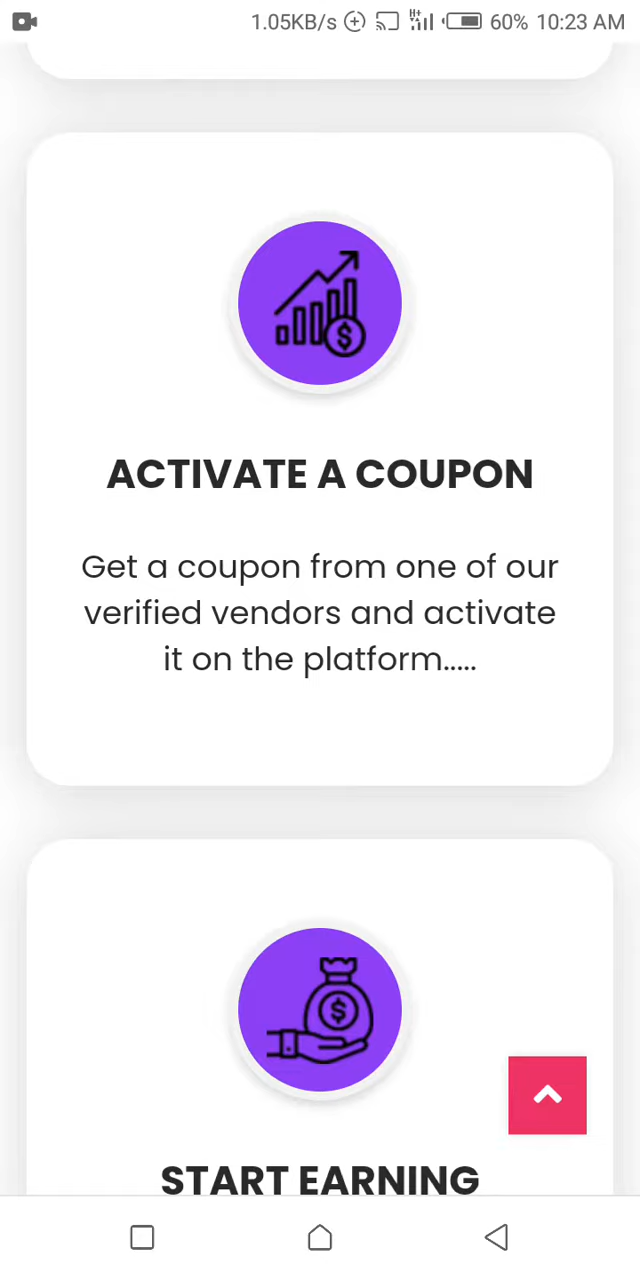 1.05KB/s H+ 60% 10:23 AM
$
ACTIVATE A COUPON
Get a coupon from one of our
verified vendors and activate
it on the platform.....
$
START EARNING